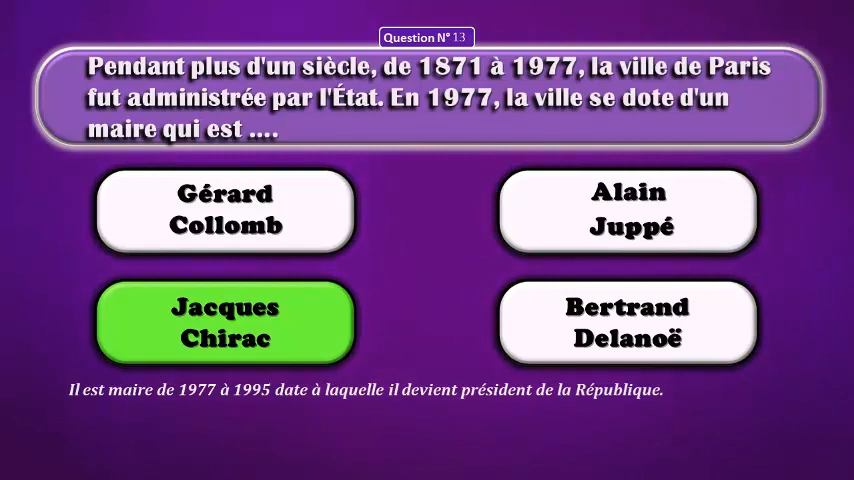 Question N° 13
Pendant plus d'un siècle, de 1871 à 1977, la ville de Paris
fut administrée par l'État. En 1977, la ville se dote d'un
maire qui est ....
Gérard
Collomb
Alain
Juppé
Jacques
Chirac
Bertrand
Delanoë
Il est maire de 1977 à 1995 date à laquelle il devient président de la République.